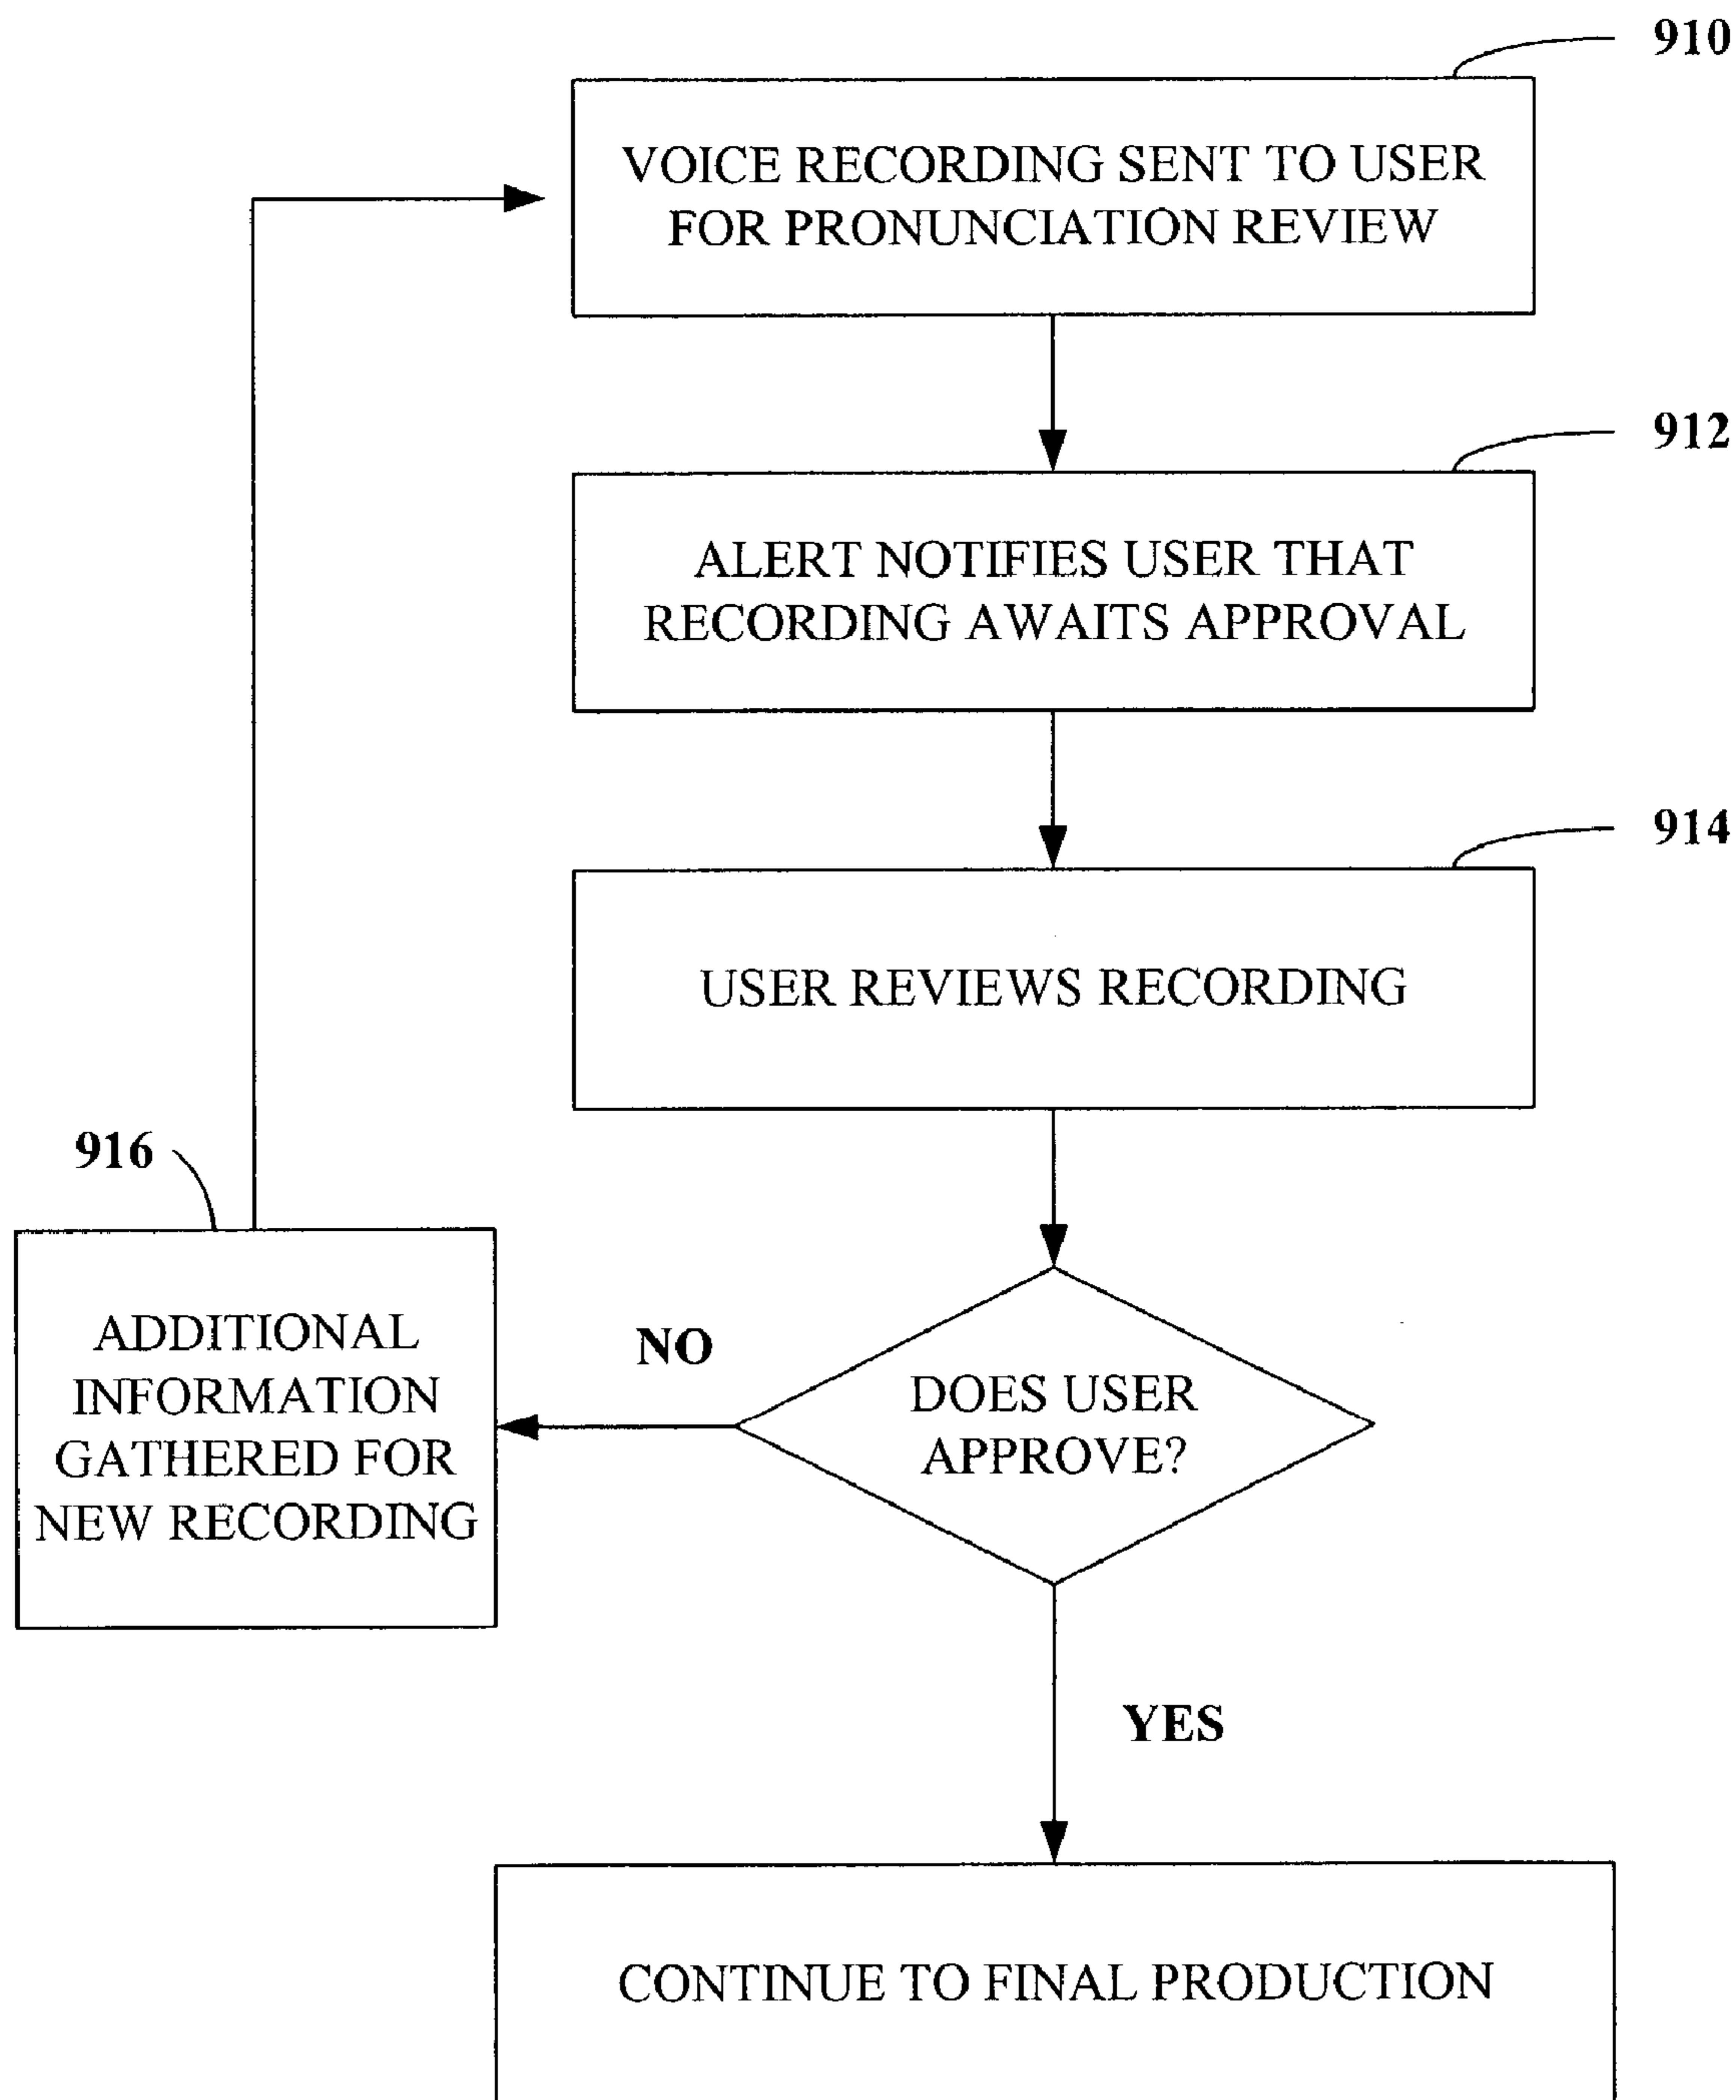 910
VOICE RECORDING SENT TO USER
FOR PRONUNCIATION REVIEW
912
ALERT NOTIFIES USER THAT
RECORDING AWAITS APPROVAL
914
USER REVIEWS RECORDING
916
ADDITIONAL
INFORMATION
GATHERED FOR
NEW RECORDING
NO
DOES USER
APPROVE?
YES
CONTINUE TO FINAL PRODUCTION